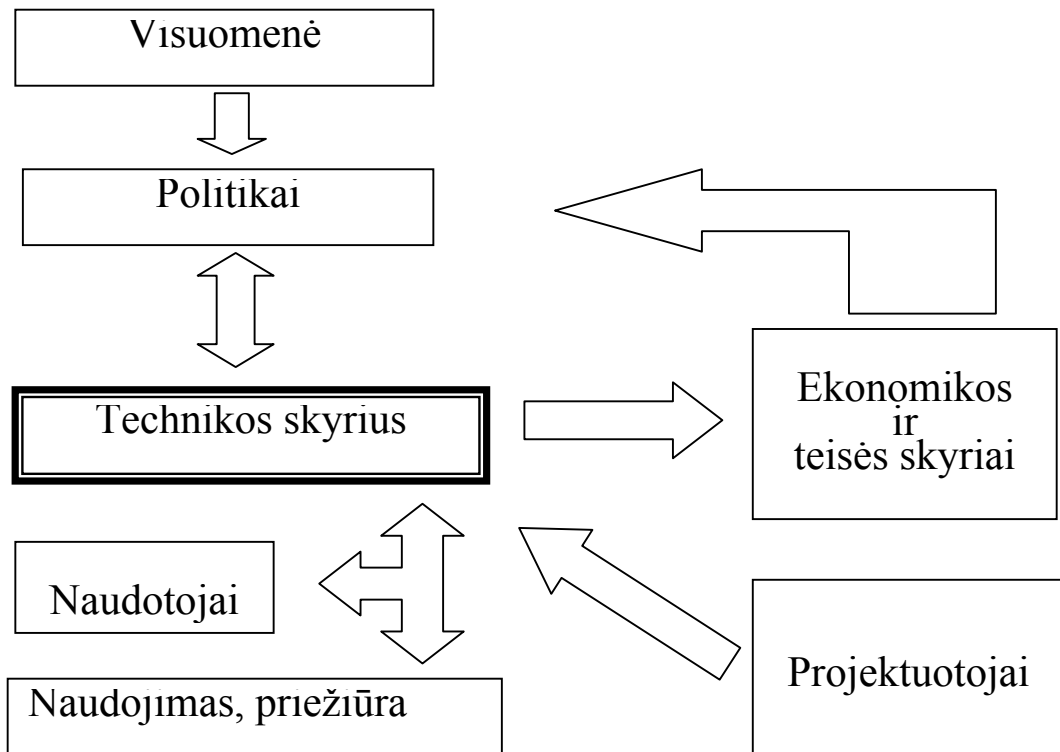 Visuomenė
Politikai
Technikos skyrius
Ekonomikos
ir
teisės skyriai
Naudotojai
Projektuotojai
Naudojimas, priežiūra